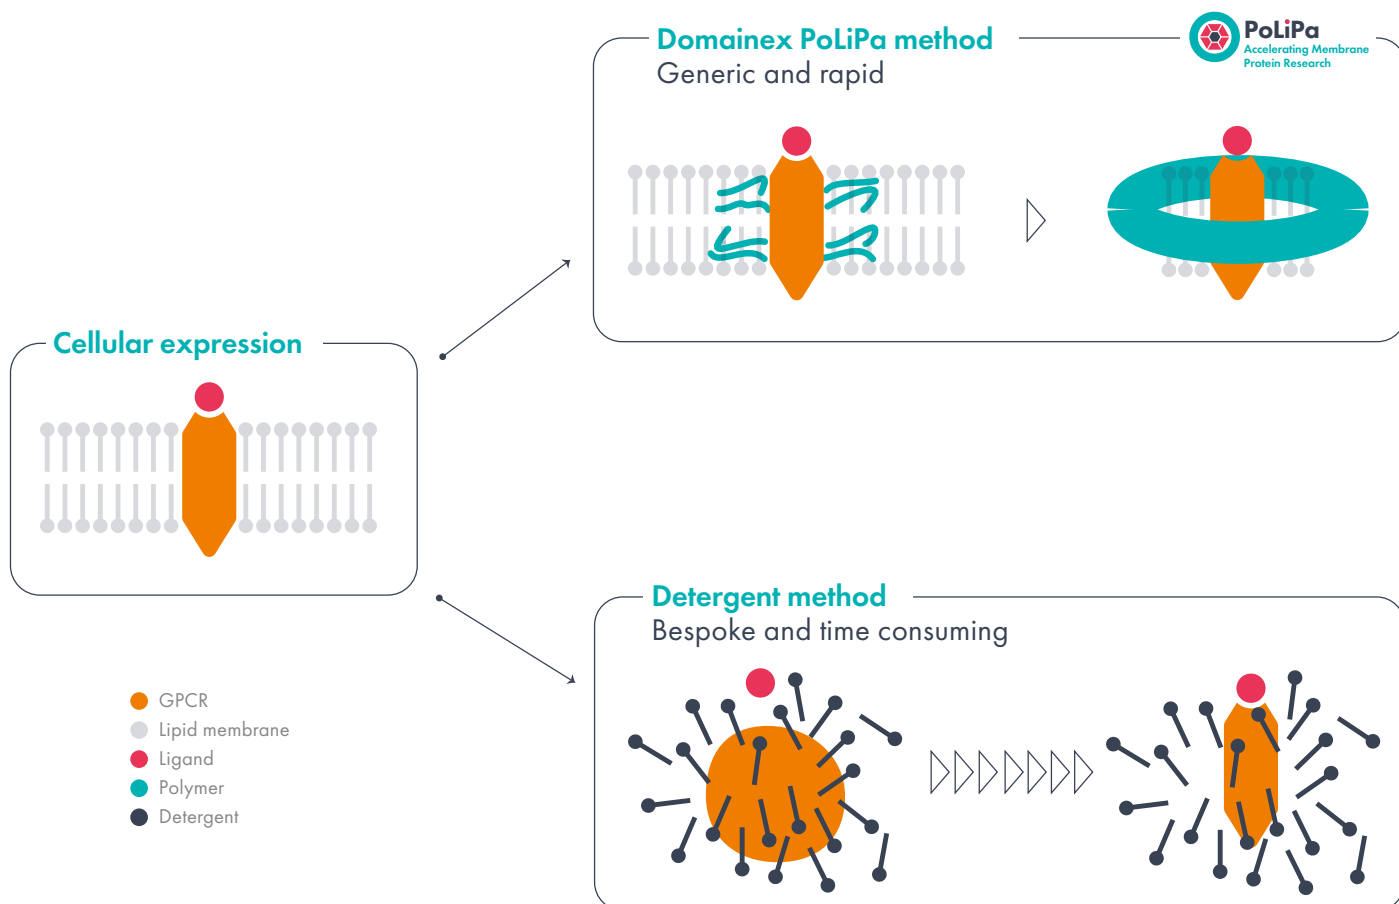 Domainex PoLiPa method
Generic and rapid
PoLiPa
Accelerating Membrane
Protein Research
Cellular expression
Detergent method
Bespoke and time consuming
GPCR
Lipid membrane
Ligand
Polymer
Detergent